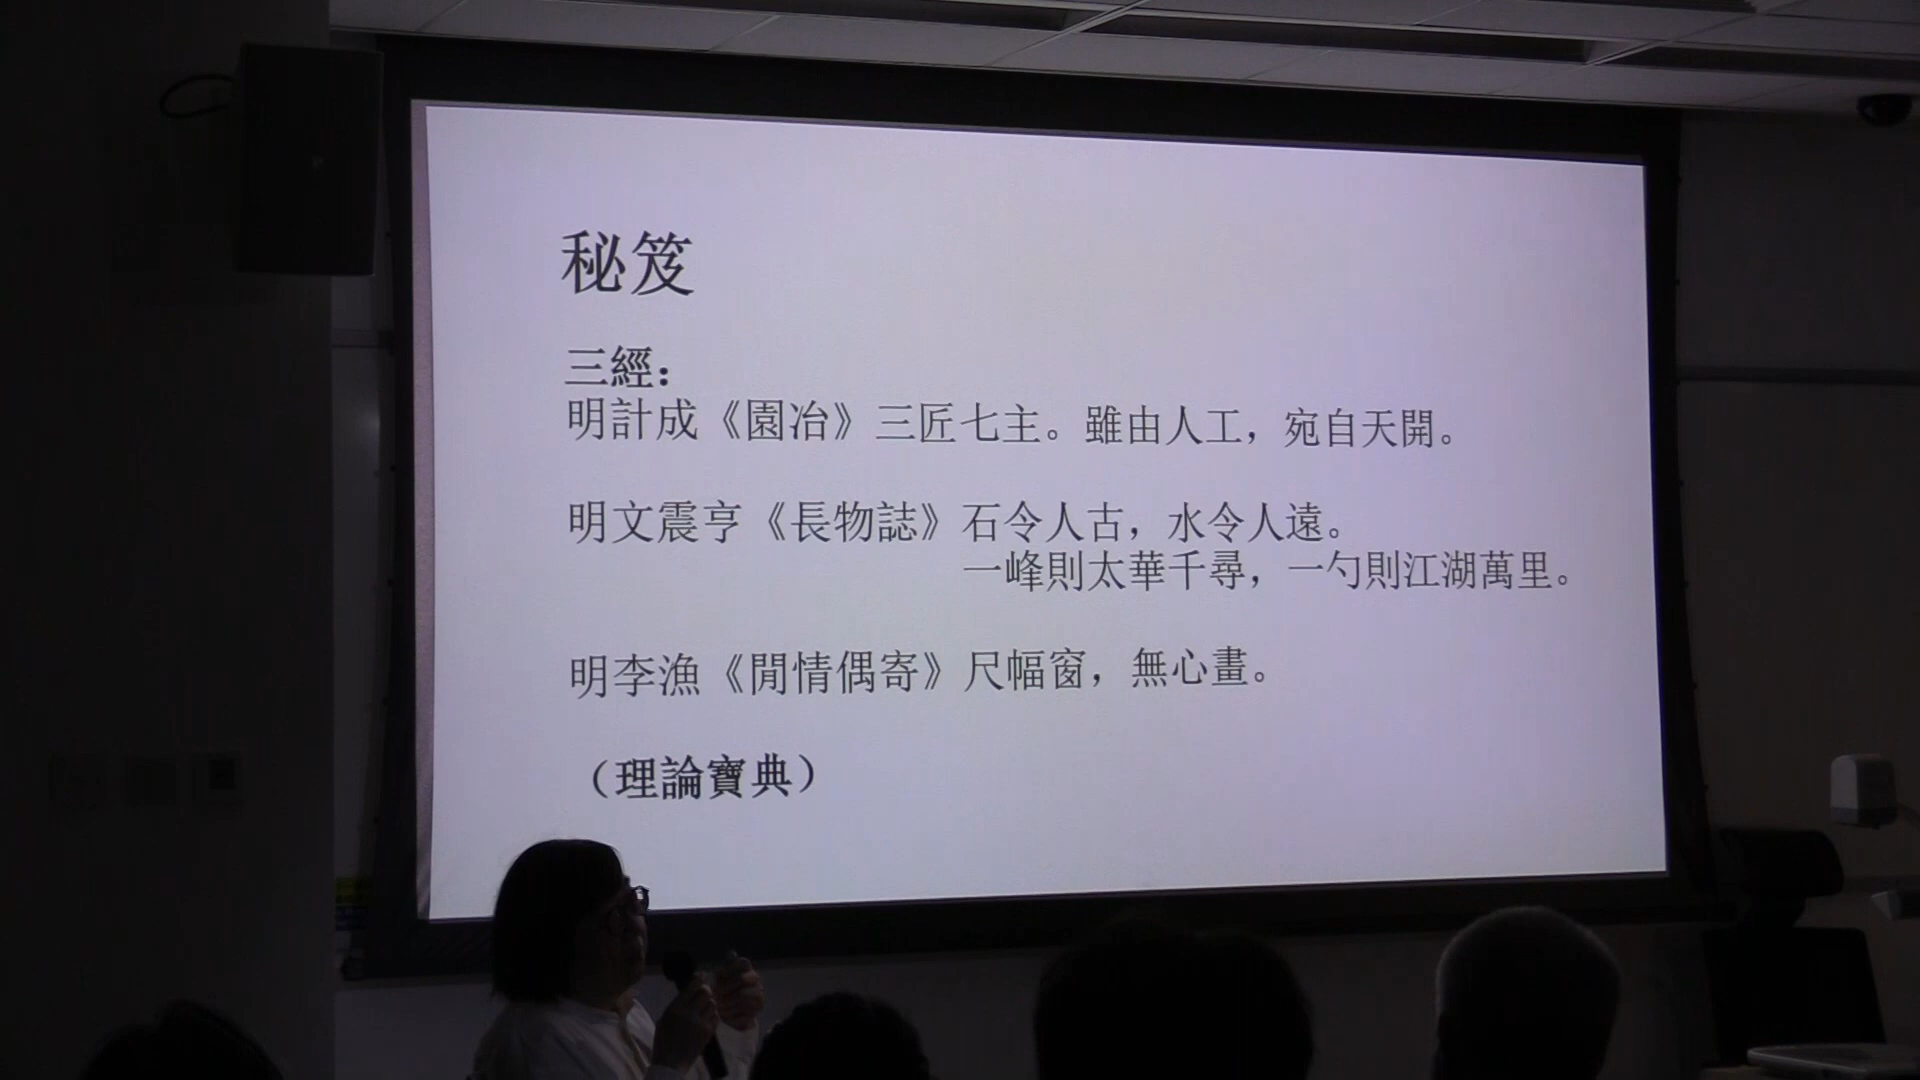 秘笈
三經：
明計成《園冶》三匠七主。雖由人工，宛自天開。
明文震亨《長物誌》石令人古，水令人遠。
一峰則太華千尋，一勺則江湖萬里。
明李漁《閒情偶寄》尺幅窗，無心畫。
（理論寶典）